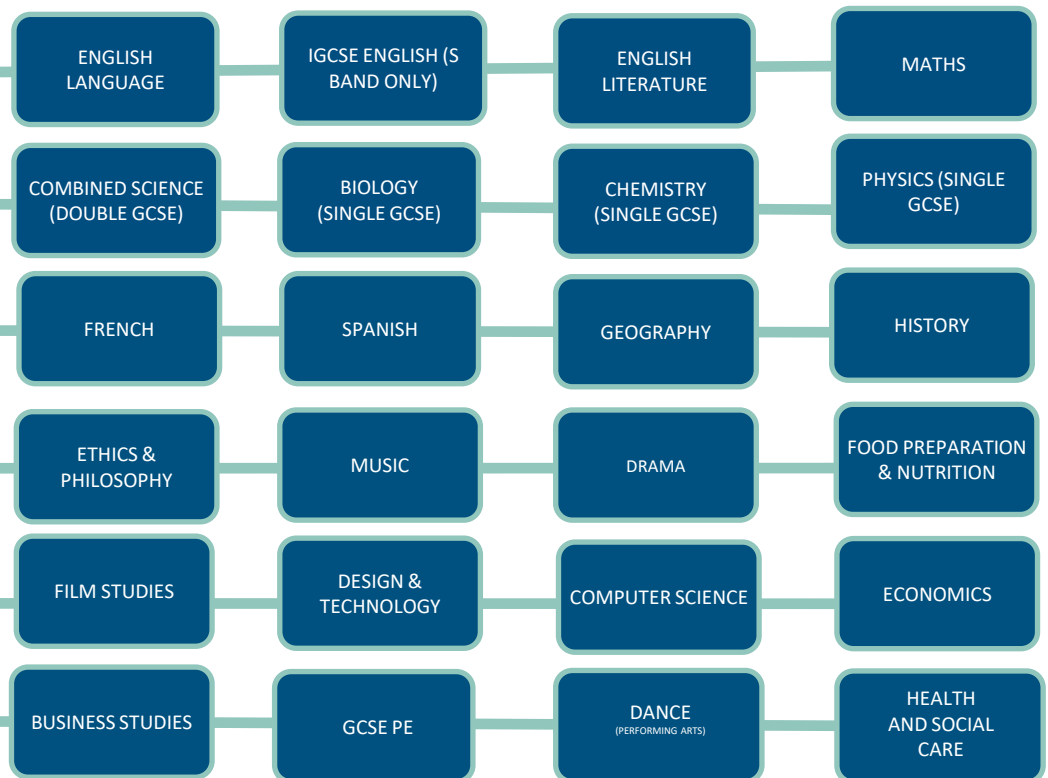 ENGLISH
LANGUAGE
IGCSE ENGLISH (S
BAND ONLY)
ENGLISH
LITERATURE
MATHS
COMBINED SCIENCE
(DOUBLE GCSE)
BIOLOGY
(SINGLE GCSE)
CHEMISTRY
(SINGLE GCSE)
PHYSICS (SINGLE
GCSE)
FRENCH
SPANISH
GEOGRAPHY
HISTORY
ETHICS &
PHILOSOPHY
MUSIC
DRAMA
FOOD PREPARATION
& NUTRITION
FILM STUDIES
DESIGN &
TECHNOLOGY
COMPUTER SCIENCE
ECONOMICS
BUSINESS STUDIES
GCSE PE
DANCE
(PERFORMING ARTS)
HEALTH
AND SOCIAL
CARE